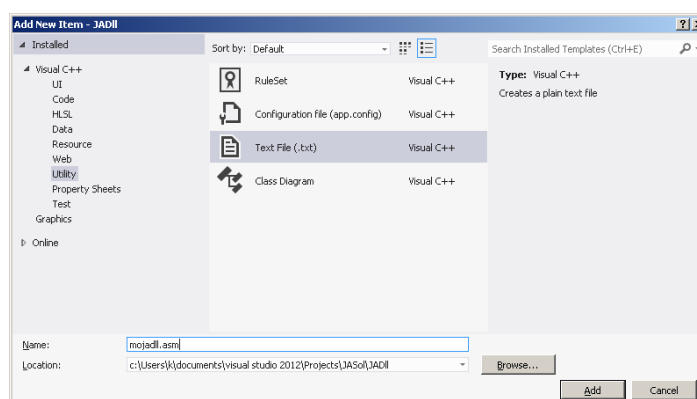 Add New Item - JADll
Installed
Sort by: Default
Search Installed Templates (Ctrl+E)
Visual C++
UI
Code
HLSL
Data
Resource
Web
Utility
Property Sheets
Test
Graphics
Online
RuleSet Visual C++
Configuration file (app.config) Visual C++
Text File (.txt) Visual C++
Class Diagram Visual C++
Type: Visual C++
Creates a plain text file
Name: mojadll.asm
Location: c:\Users\k\documents\visual studio 2012\Projects\JASol\JADll
Browse...
Add Cancel